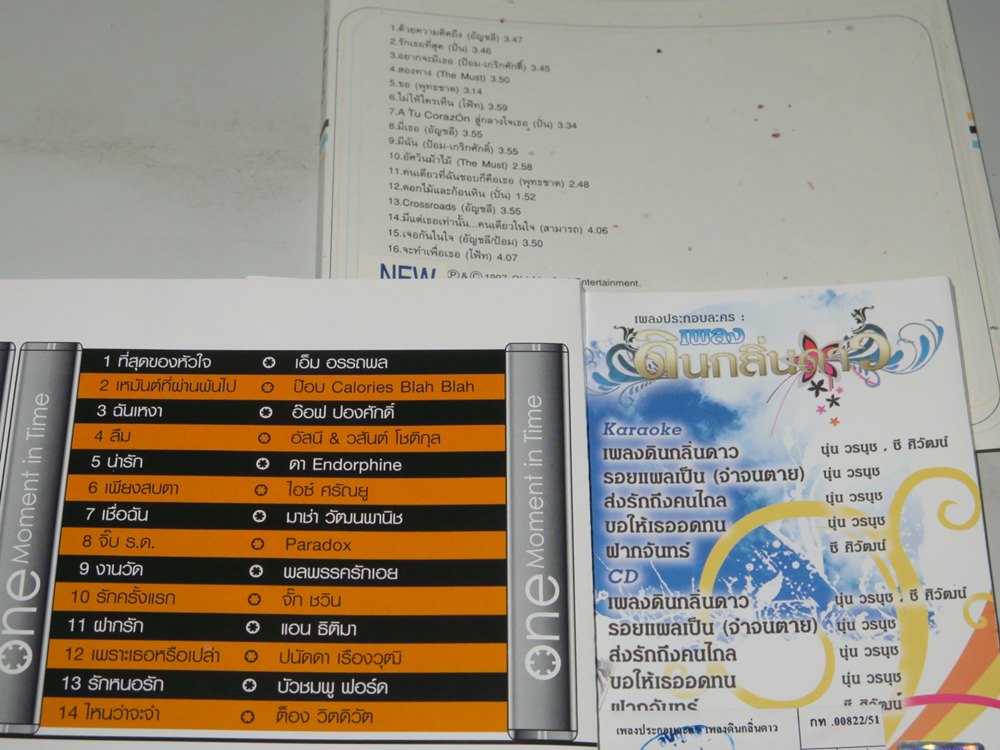 1.ด้วยความคิดถึง (อัญชลี) 3.47
2.รักเธอที่สุด (ปั่น) 3.46
3.อยากจะมีเธอ (ป้อม-เกริกศักดิ์) 3.45
4.สองทาง (The Must) 3.50
5.ขอ (พุทธชาด) 3.14
6.ไม่ให้ใครเห็น (โฟ้ท) 3.59
7.A Tu CorazÓn สู่กลางใจเธอ (ปั่น) 3.34
8.มีเธอ (อัญชลี) 3.55
9.มีฉัน (ป้อม-เกริกศักดิ์) 3.55
10.อัศวินม้าไม้ (The Must) 2.58
11.คนเดียวที่ฉันชอบก็คือเธอ (พุทธชาด) 2.48
12.ดอกไม้และก้อนหิน (ปั่น) 1.52
13.Crossroads (อัญชลี) 3.55
14.มีแต่เธอเท่านั้น...คนเดียวในใจ (สามารถ) 4.06
15.เจอกันในใจ (อัญชลี/ป้อม) 3.50
16.จะทำเพื่อเธอ (โฟ้ท) 4.07
NEW Ⓟ & Ⓒ 1997 ntertainment.
One Moment in Time
1 ที่สุดของหัวใจ เอ็ม อรรถพล
2 เหมันต์ที่ผ่านพ้นไป ป๊อบ Calories Blah Blah
3 ฉันเหงา อ๊อฟ ปองศักดิ์
4 ลืม อัสนี & วสันต์ โชติกุล
5 น่ารัก ดา Endorphine
6 เพียงสบตา ไอซ์ ศรัณยู
7 เชื่อฉัน มาช่า วัฒนพานิช
8 จิ๊บ ร.ด. Paradox
9 งานวัด พลพรรครักเอย
10 รักครั้งแรก จั๊ก ชวิน
11 ฝากรัก แอน ธิติมา
12 เพราะเธอหรือเปล่า ปนัดดา เรืองวุฒิ
13 รักหนอรัก บัวชมพู ฟอร์ด
14 ไหนว่าจะจำ ต็อง วิตดิวัต
One Moment in Time
เพลงประกอบละคร :
เพลง
ดินกลิ่นดาว
Karaoke
เพลงดินกลิ่นดาว นุ่น วรนุช , ชี ศิวัฒน์
รอยแผลเป็น (จำจนตาย) นุ่น วรนุช
ส่งรักถึงคนไกล นุ่น วรนุช
ขอให้เธออดทน นุ่น วรนุช
ฝากจันทร์ ชี ศิวัฒน์
CD
เพลงดินกลิ่นดาว นุ่น วรนุช , ชี ศิวัฒน์
รอยแผลเป็น (จำจนตาย) นุ่น วรนุช
ส่งรักถึงคนไกล นุ่น วรนุช
ขอให้เธออดทน นุ่น วรนุช
ฝากจันทร์ ชี ศิวัฒน์
เพลงประกอบละคร เพลงดินกลิ่นดาว กท .00822/51